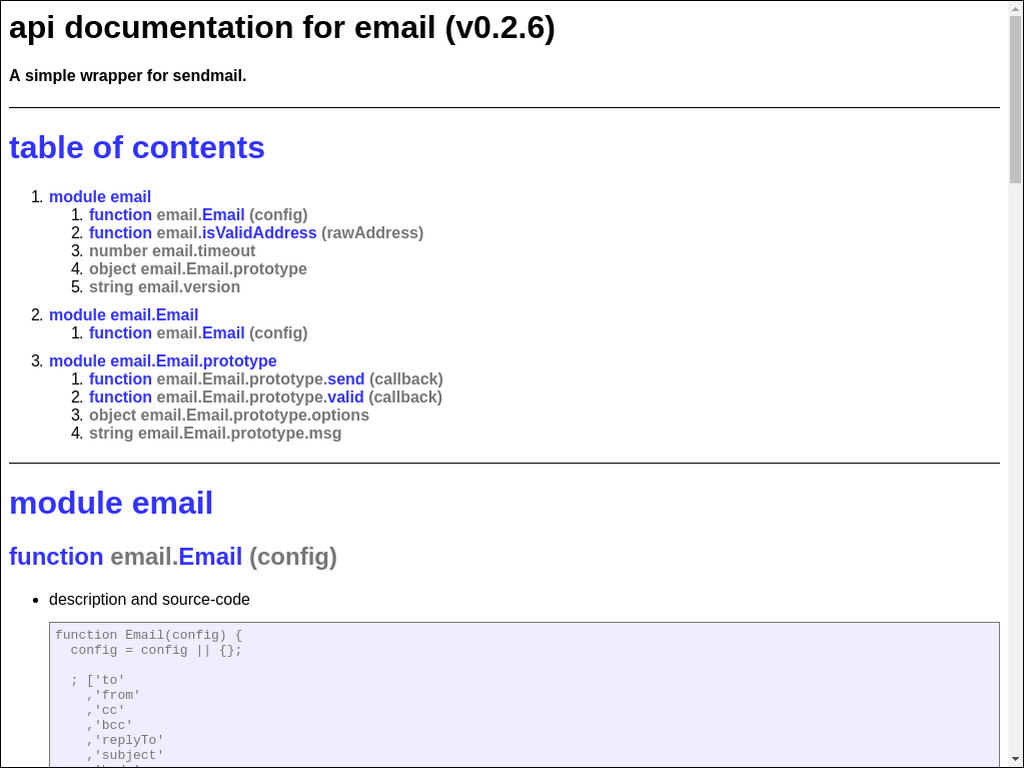 api documentation for email (v0.2.6)
A simple wrapper for sendmail.
table of contents
1. module email
1. function email.Email (config)
2. function email.isValidAddress (rawAddress)
3. number email.timeout
4. object email.Email.prototype
5. string email.version
2. module email.Email
1. function email.Email (config)
3. module email.Email.prototype
1. function email.Email.prototype.send (callback)
2. function email.Email.prototype.valid (callback)
3. object email.Email.prototype.options
4. string email.Email.prototype.msg
module email
function email.Email (config)
• description and source-code
function Email(config) {
config = config || {};
; ['to'
,'from'
,'cc'
,'bcc'
,'replyTo'
,'subject'